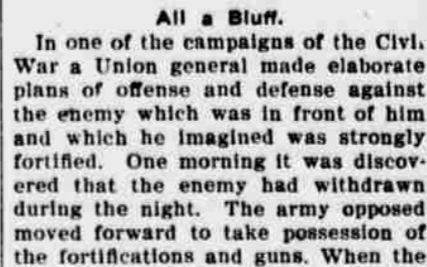 All a Bluff.
In one of the campaigns of the Civil
War a Union general made elaborate
plans of offense and defense against
the enemy which was in front of him
and which he imagined was strongly
fortified. One morning it was discov-
ered that the enemy had withdrawn
during the night. The army opposed
moved forward to take possession of
the fortifications and guns. When the